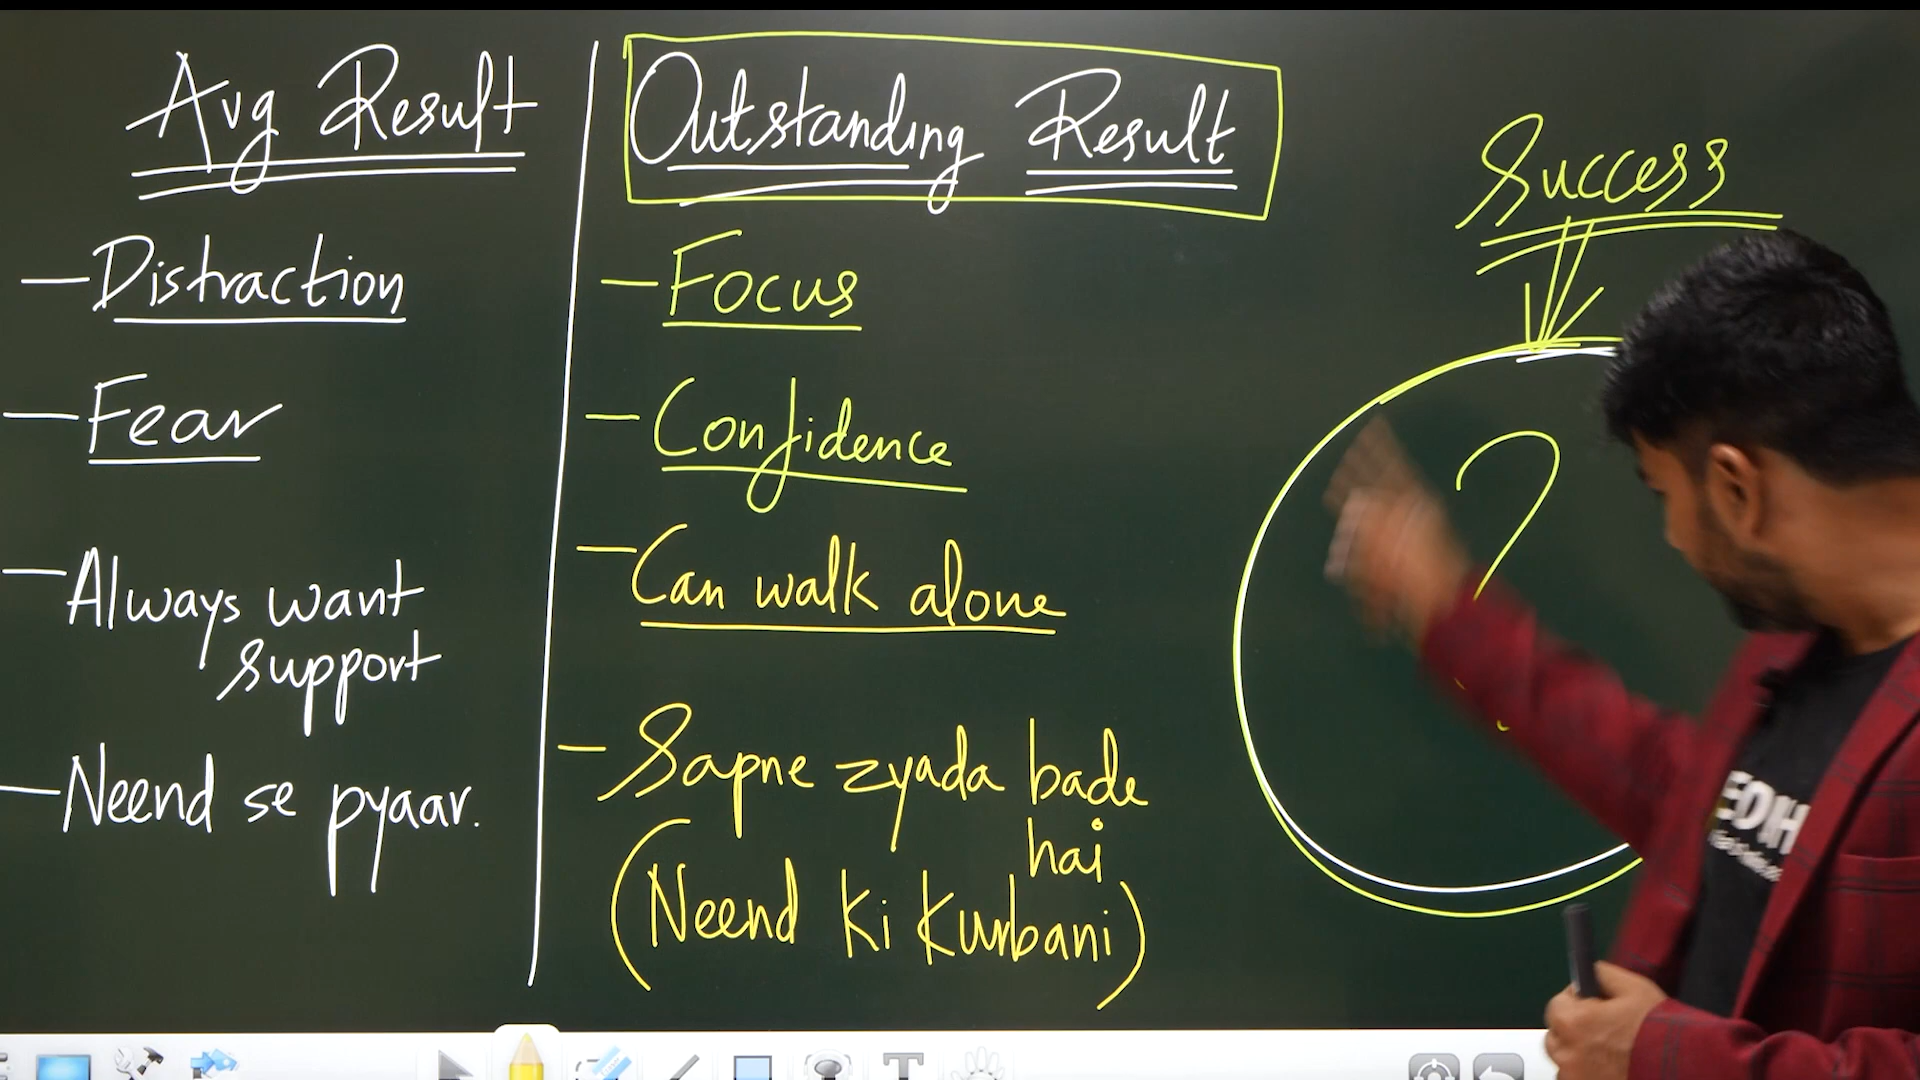 Avg Result
Outstanding Result
Success
— Distraction
— Focus
— Fear
— Confidence
— Always want
support
— Can walk alone
— Neend se pyaar.
— Sapne zyada bade
hai
(Neend Ki Kurbani)
?
EDH
T